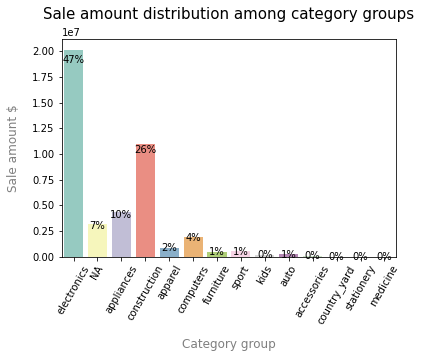 Sale amount distribution among category groups
1e7
Sale amount $
2.00
1.75
1.50
1.25
1.00
0.75
0.50
0.25
0.00
47%
7%
10%
26%
2%
4%
1%
1%
0%
1%
0%
0%
0%
0%
electronics
NA
appliances
construction
apparel
computers
furniture
sport
kids
auto
accessories
country_yard
stationery
medicine
Category group